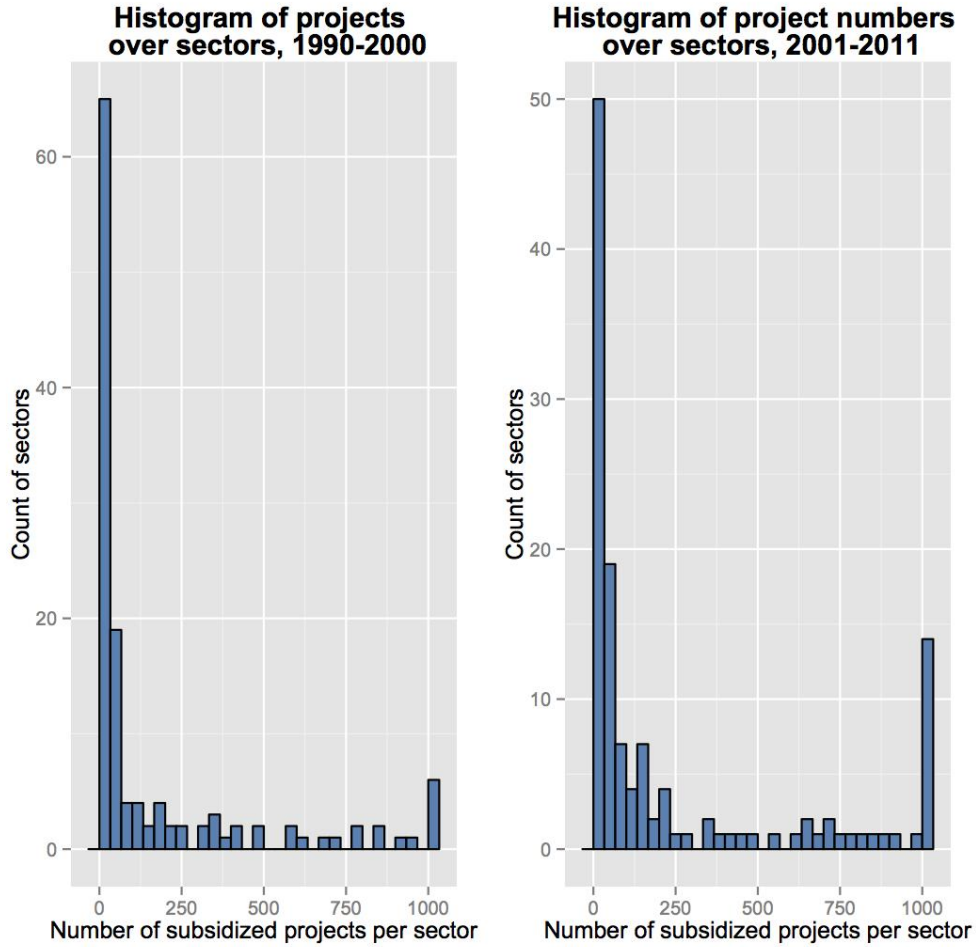 Histogram of projects
over sectors, 1990-2000
60
40
20
0
Count of sectors
0 250 500 750 1000
Number of subsidized projects per sector
Histogram of project numbers
over sectors, 2001-2011
50
40
30
20
10
0
Count of sectors
0 250 500 750 1000
Number of subsidized projects per sector